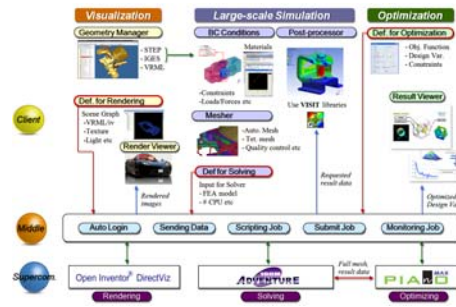 Visualization
Large-scale Simulation
Optimization
Geometry Manager
- STEP
- IGES
- VRML
B\C Conditions
Materials
-Constraints
- Loads/Forces etc
Post-processor
Use VISIT libraries
Def. for Optimization
- Obj. Function
- Design Var.
- Constraints
Def. for Rendering
Scene Graph
- VRML/iv
- Texture
- Light etc
Render Viewer
Mesher
- Auto. Mesh
- Tet. mesh
- Quality control etc
Result Viewer
Client
Def for Solving
Input for Solver
- FEA model
- # CPU etc
Rendered
images
Requested
result data
Optimized
Design Va
Middle
Auto Login
Sending Data
Scripting Job
Submit Job
Monitoring Job
Supercom.
Open Inventor® DirectViz
ADVENTURE
Full mesh,
result data
PIAnO
Rendering
Solving
Optimizing